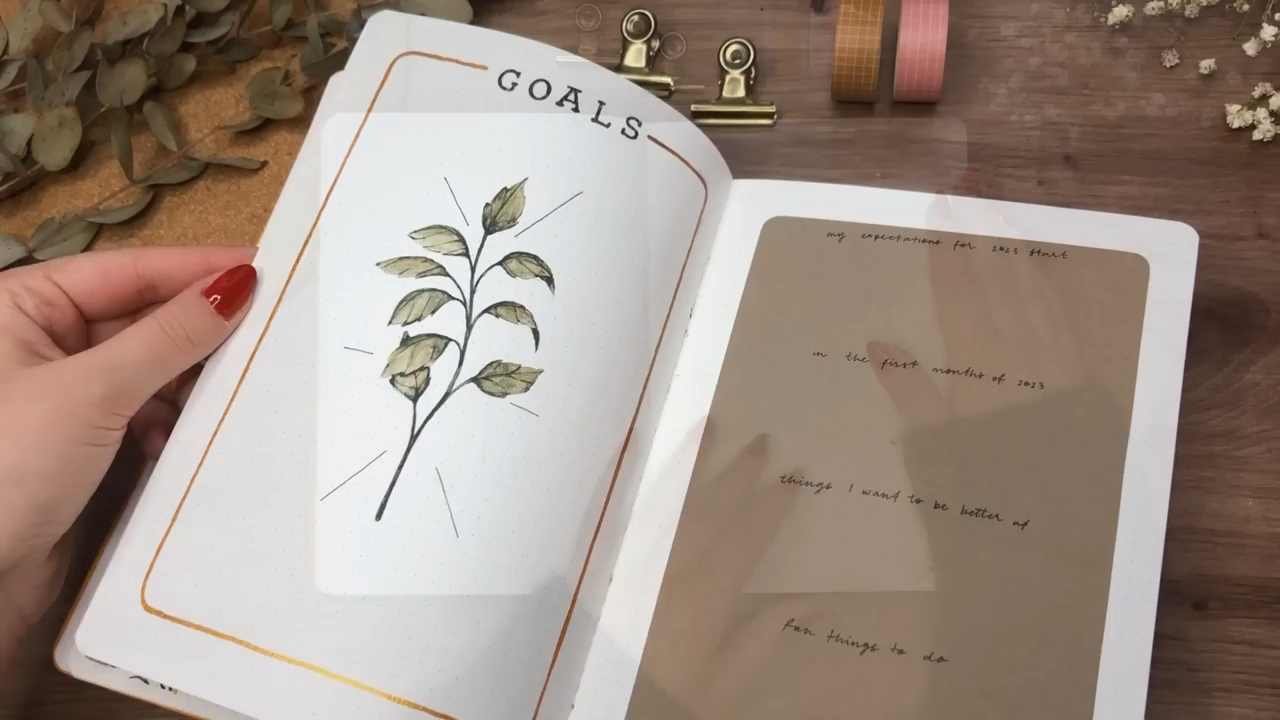 GOALS
my expectations for 2023 start
in the first months of 2023
things I want to be better at
Fun things to do